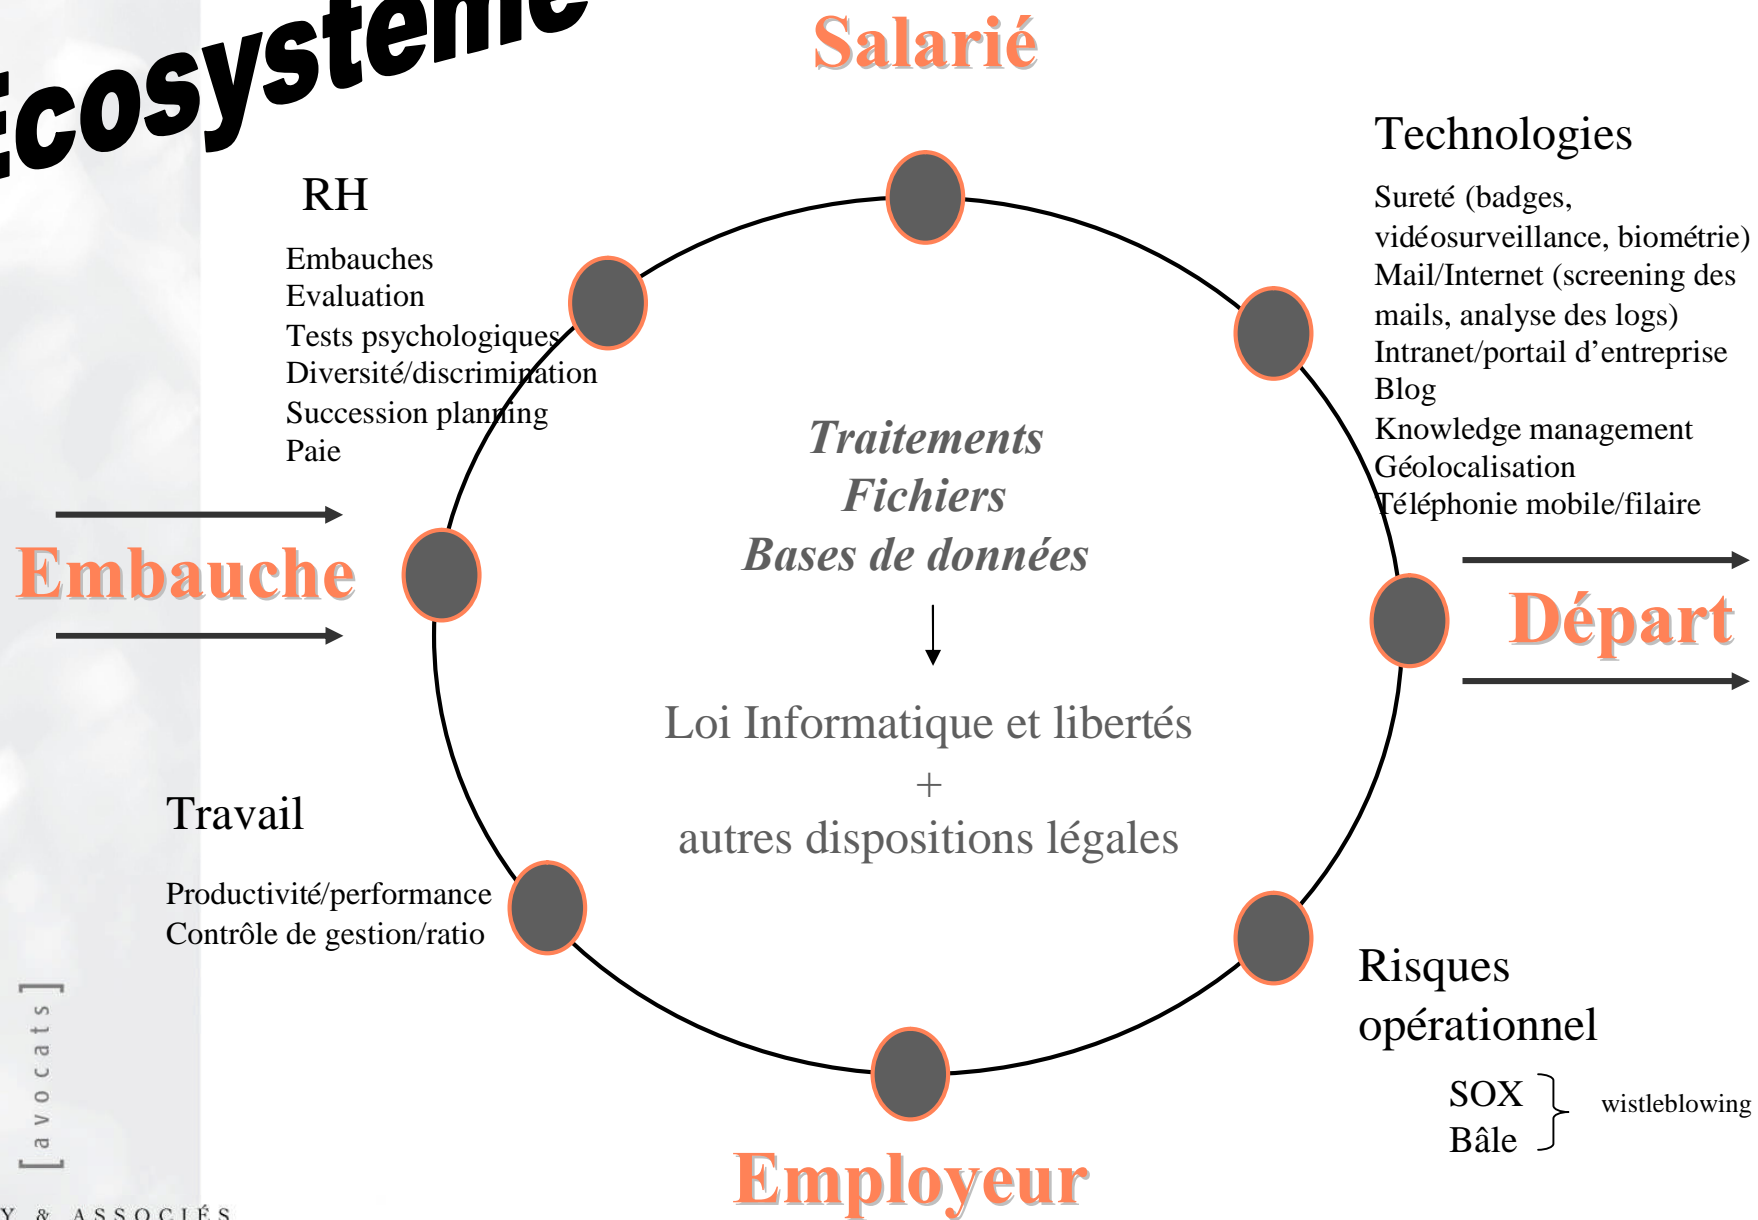 Ecosystème
Salarié
RH
Embauches
Evaluation
Tests psychologiques
Diversité/discrimination
Succession planning
Paie
Technologies
Sureté (badges,
vidéosurveillance, biométrie)
Mail/Internet (screening des
mails, analyse des logs)
Intranet/portail d’entreprise
Blog
Knowledge management
Géolocalisation
Téléphonie mobile/filaire
Traitements
Fichiers
Bases de données
Embauche
Départ
Loi Informatique et libertés
+
autres dispositions légales
Travail
Productivité/performance
Contrôle de gestion/ratio
Risques
opérationnel
SOX
Bâle
wistleblowing
Employeur
[avocats]
Y & ASSOCIÉS